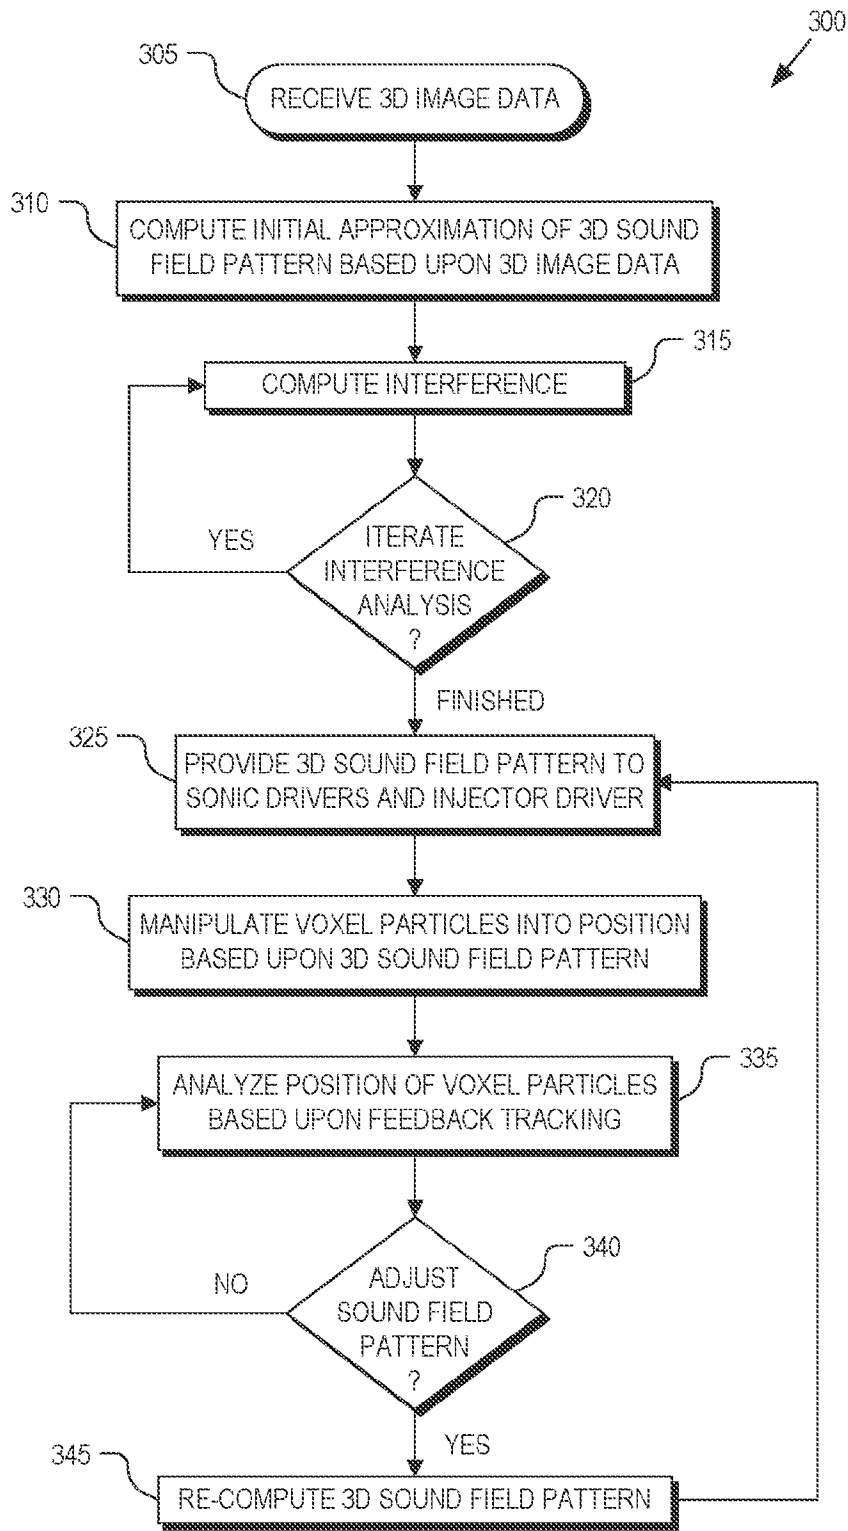 300
305
RECEIVE 3D IMAGE DATA
310
COMPUTE INITIAL APPROXIMATION OF 3D SOUND
FIELD PATTERN BASED UPON 3D IMAGE DATA
315
COMPUTE INTERFERENCE
320
YES
ITERATE
INTERFERENCE
ANALYSIS
?
FINISHED
325
PROVIDE 3D SOUND FIELD PATTERN TO
SONIC DRIVERS AND INJECTOR DRIVER
330
MANIPULATE VOXEL PARTICLES INTO POSITION
BASED UPON 3D SOUND FIELD PATTERN
335
ANALYZE POSITION OF VOXEL PARTICLES
BASED UPON FEEDBACK TRACKING
340
NO
ADJUST
SOUND FIELD
PATTERN
?
YES
345
RE-COMPUTE 3D SOUND FIELD PATTERN